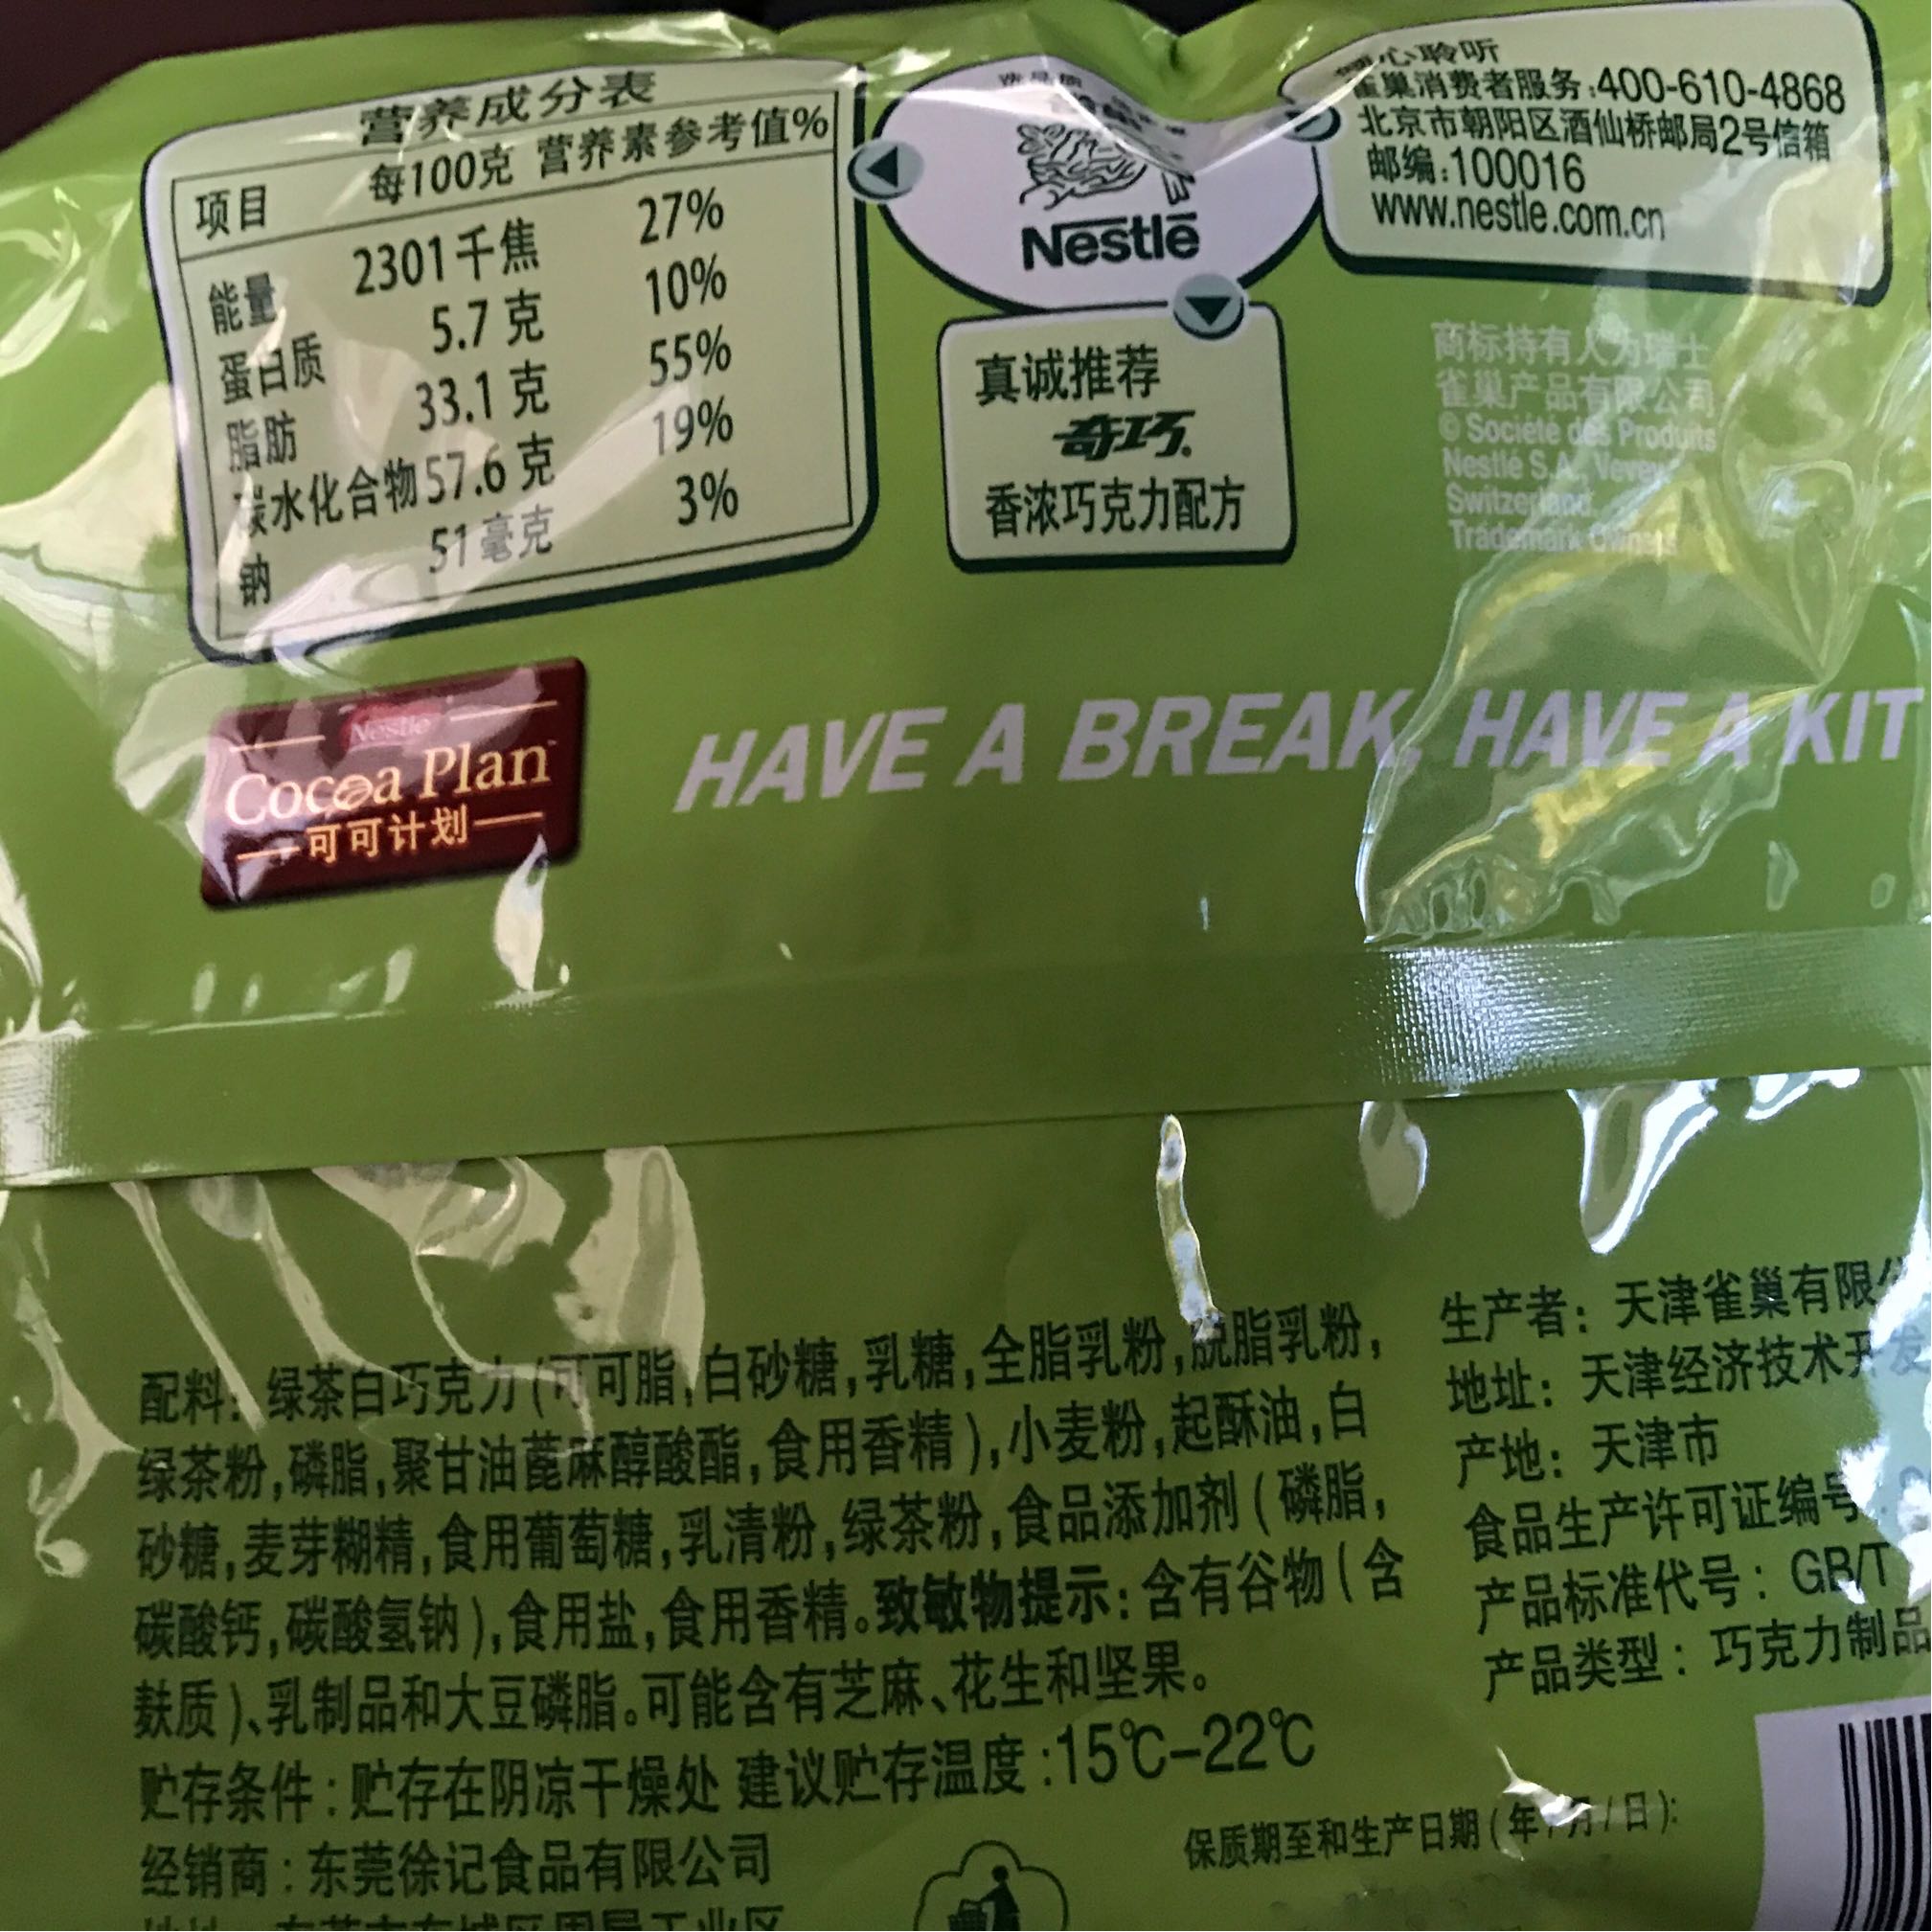 营养成分表
项目 每100克 营养素参考值%
能量 2301千焦 27%
蛋白质 5.7 克 10%
脂肪 33.1 克 55%
碳水化合物 57.6 克 19%
钠 51 毫克 3%
Nestlē
真诚推荐
奇巧
香浓巧克力配方
心聆听
雀巢消费者服务:400-610-4868
北京市朝阳区酒仙桥邮局2号信箱
邮编:100016
www.nestle.com.cn
商标持有人为瑞士
雀巢产品有限公司
© Société des Produits
Nestlé S.A., Vevey
Switzerland.
Trademark Owners
Nestle
Cocoa Plan
可可计划
HAVE A BREAK, HAVE A KIT
配料: 绿茶白巧克力(可可脂,白砂糖,乳糖,全脂乳粉,脱脂乳粉,
绿茶粉,磷脂,聚甘油蓖麻醇酸酯,食用香精),小麦粉,起酥油,白
砂糖,麦芽糊精,食用葡萄糖,乳清粉,绿茶粉,食品添加剂(磷脂,
碳酸钙,碳酸氢钠),食用盐,食用香精。致敏物提示:含有谷物(含
麸质)、乳制品和大豆磷脂。可能含有芝麻、花生和坚果。
贮存条件:贮存在阴凉干燥处 建议贮存温度:15℃-22℃
经销商:东莞徐记食品有限公司
生产者: 天津雀巢有限
地址: 天津经济技术开发
产地: 天津市
食品生产许可证编号
产品标准代号: GB/T
产品类型: 巧克力制品
保质期至和生产日期(年/月/日):